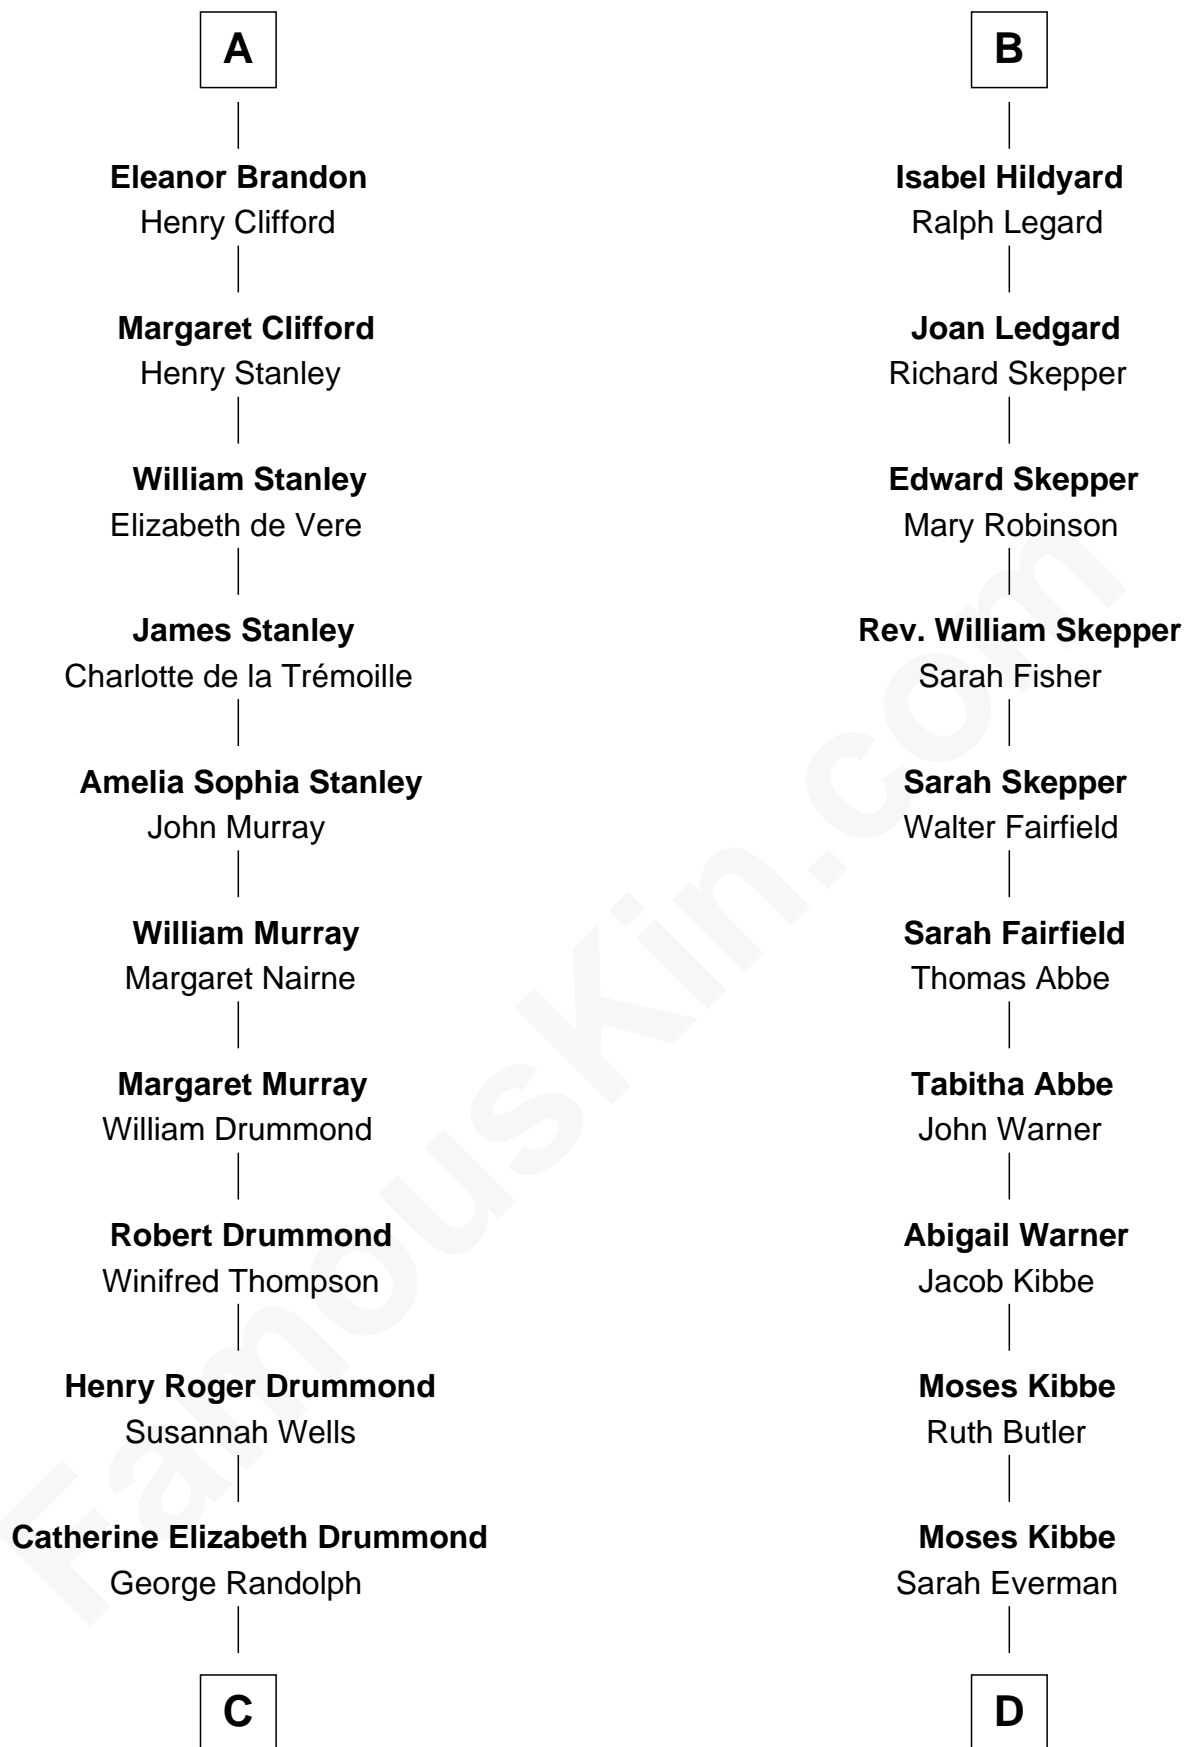 A
Eleanor Brandon
Henry Clifford
Margaret Clifford
Henry Stanley
William Stanley
Elizabeth de Vere
James Stanley
Charlotte de la Trémoille
Amelia Sophia Stanley
John Murray
William Murray
Margaret Nairne
Margaret Murray
William Drummond
Robert Drummond
Winifred Thompson
Henry Roger Drummond
Susannah Wells
Catherine Elizabeth Drummond
George Randolph
C
B
Isabel Hildyard
Ralph Legard
Joan Ledgard
Richard Skepper
Edward Skepper
Mary Robinson
Rev. William Skepper
Sarah Fisher
Sarah Skepper
Walter Fairfield
Sarah Fairfield
Thomas Abbe
Tabitha Abbe
John Warner
Abigail Warner
Jacob Kibbe
Moses Kibbe
Ruth Butler
Moses Kibbe
Sarah Everman
D
FamousKin.com